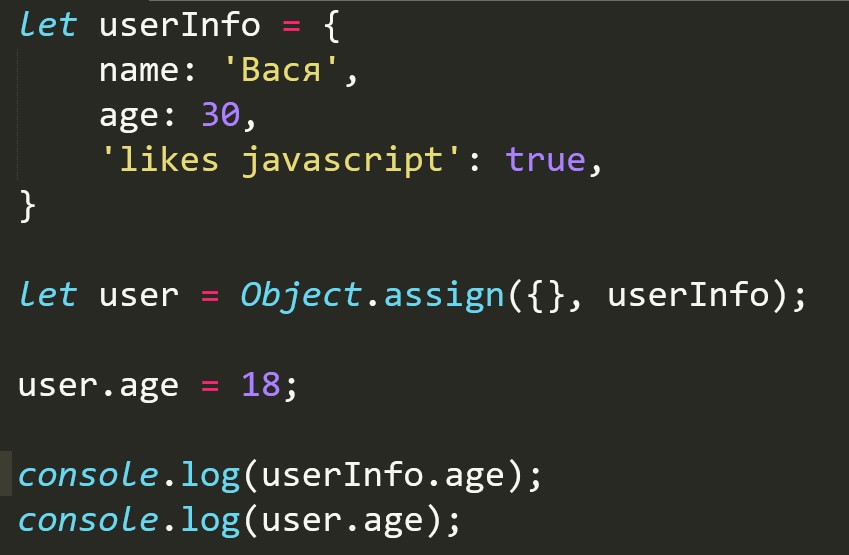 let userInfo = {
    name: 'Вася',
    age: 30,
    'likes javascript': true,
}
let user = Object.assign({}, userInfo);
user.age = 18;
console.log(userInfo.age);
console.log(user.age);